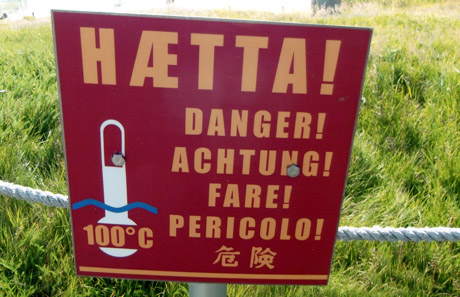 HÆTTA!
DANGER!
ACHTUNG!
FARE!
PERICOLO!
危険
100°C